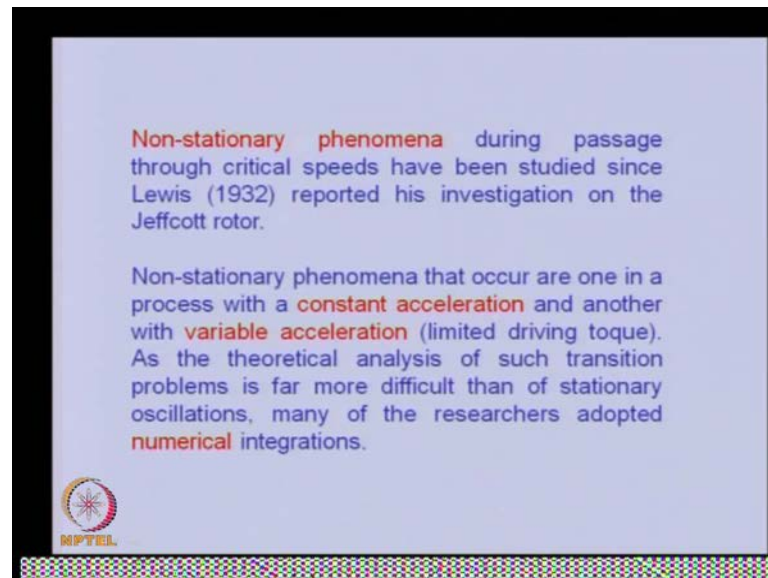 Non-stationary phenomena during passage
through critical speeds have been studied since
Lewis (1932) reported his investigation on the
Jeffcott rotor.
Non-stationary phenomena that occur are one in a
process with a constant acceleration and another
with variable acceleration (limited driving toque).
As the theoretical analysis of such transition
problems is far more difficult than of stationary
oscillations, many of the researchers adopted
numerical integrations.
NPTEL